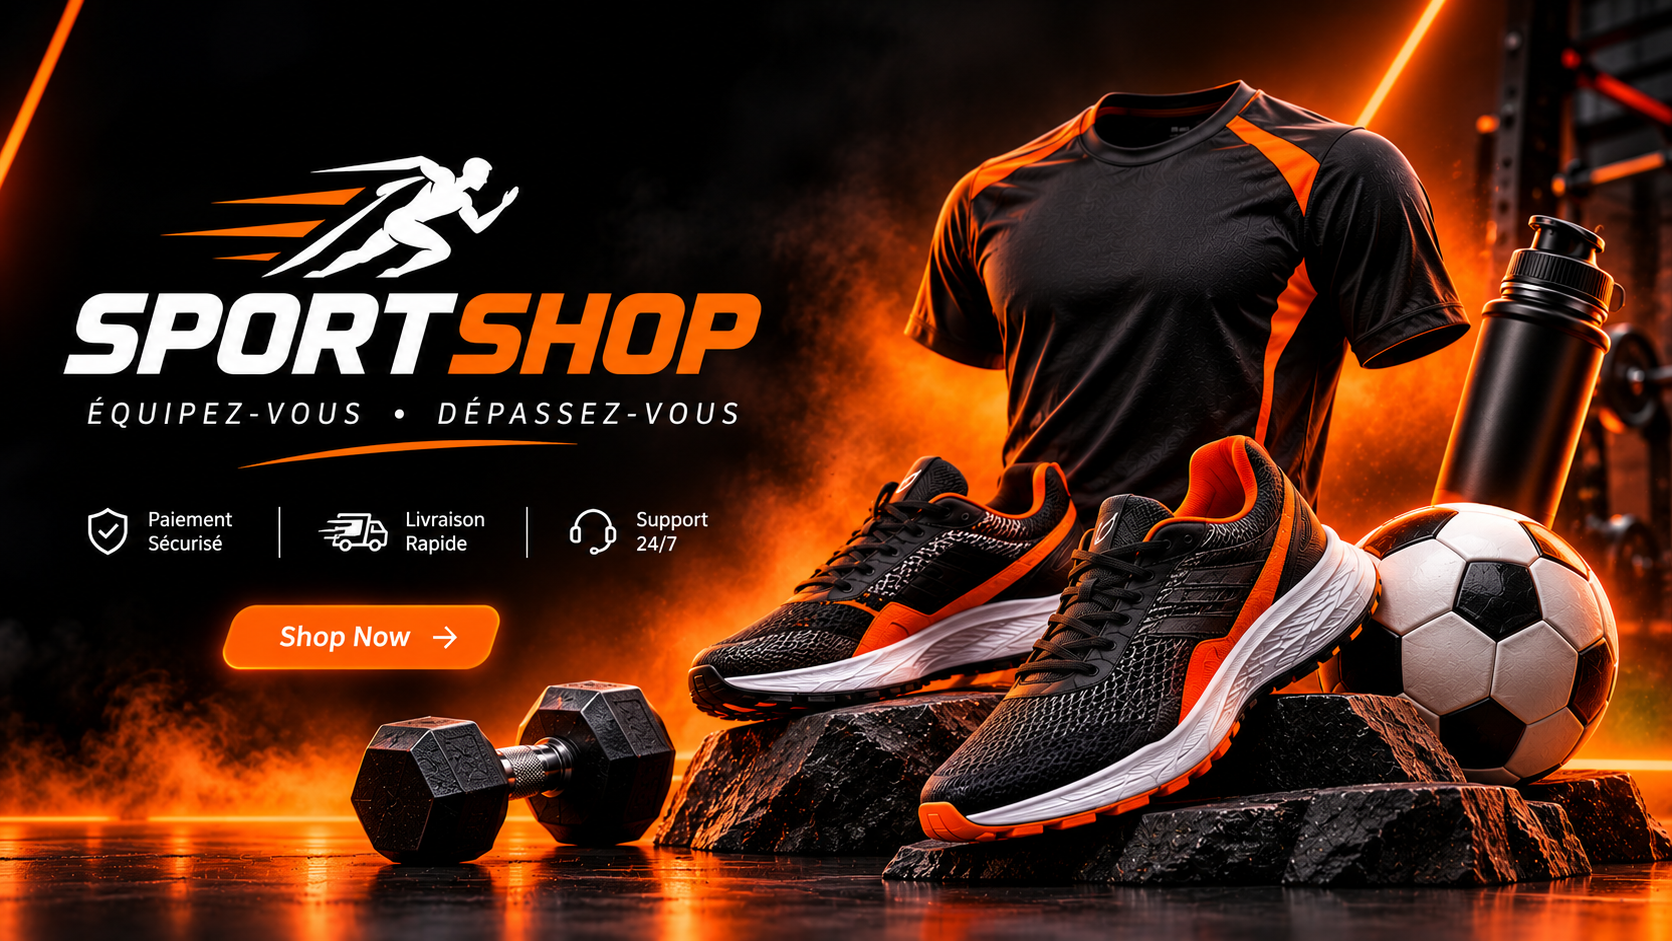 SPORTSHOP
ÉQUIPEZ-VOUS • DÉPASSEZ-VOUS
Paiement
Sécurisé
Livraison
Rapide
Support
24/7
Shop Now →